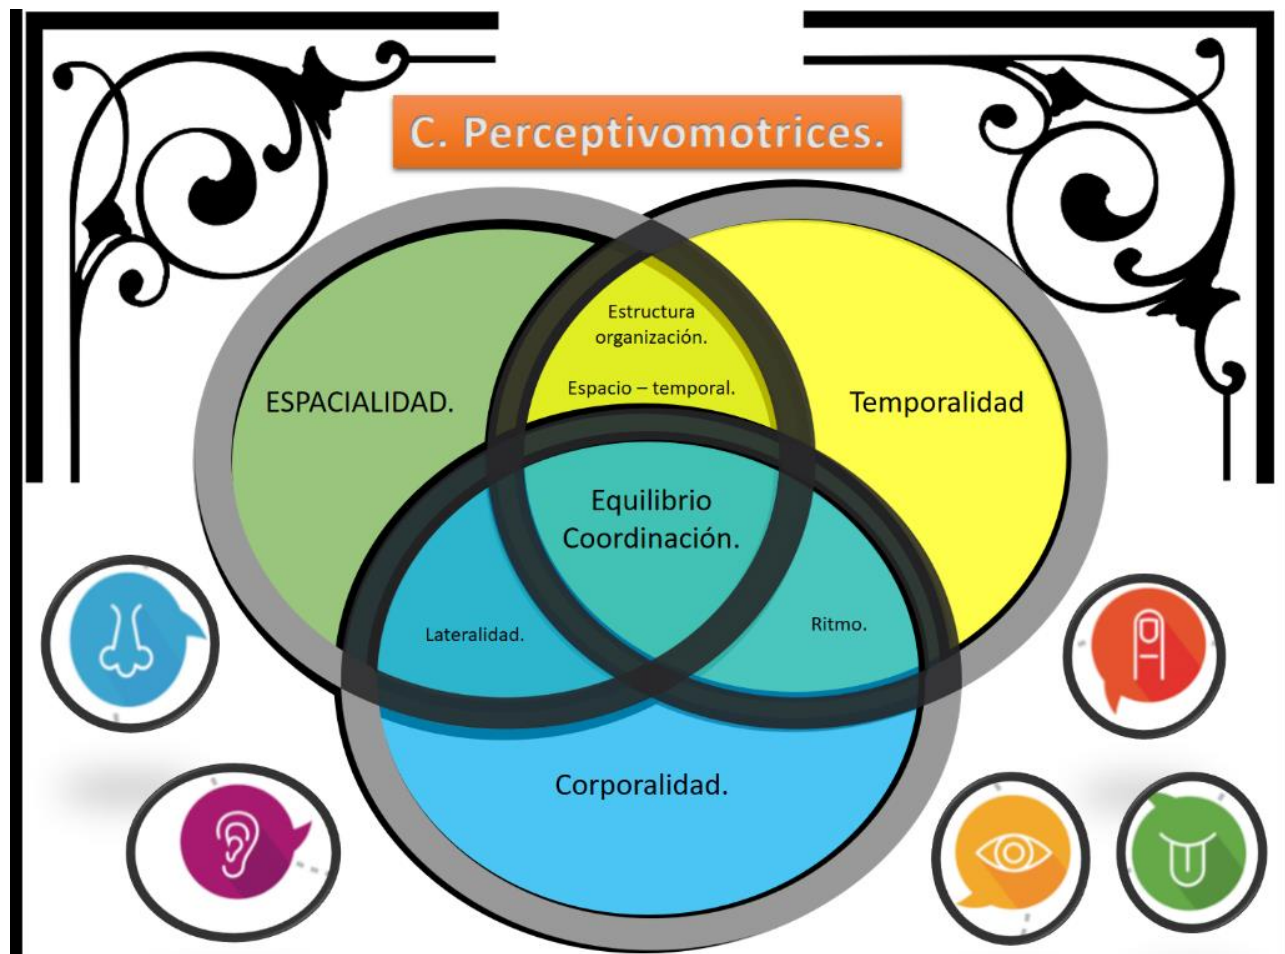 C. Perceptivomotrices.
Estructura
organización.
Espacio – temporal.
ESPACIALIDAD.
Temporalidad
Equilibrio
Coordinación.
Lateralidad.
Ritmo.
Corporalidad.